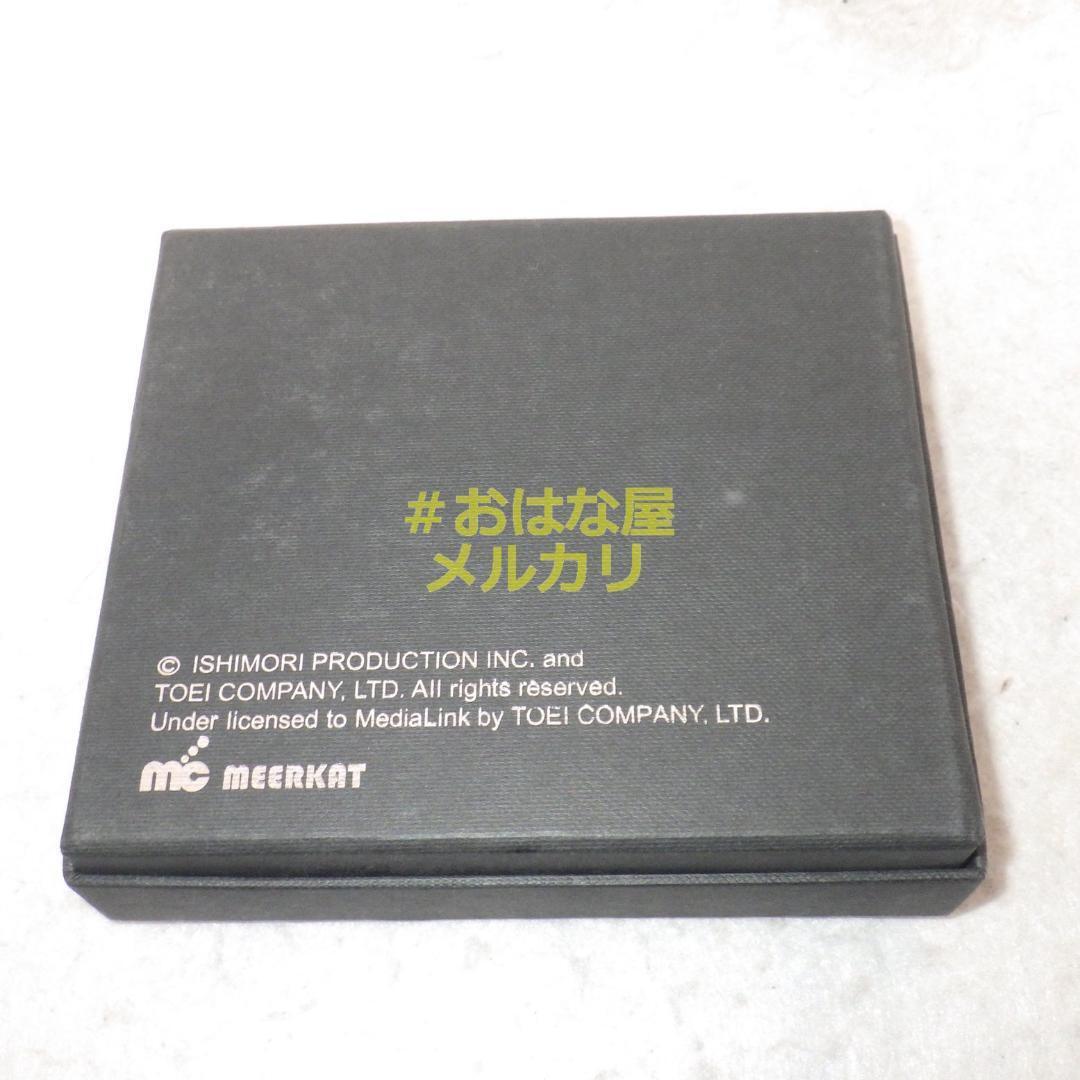 #おはな屋
メルカリ
© ISHIMORI PRODUCTION INC. and
TOEI COMPANY, LTD. All rights reserved.
Under licensed to MediaLink by TOEI COMPANY, LTD.
mc MEERKAT